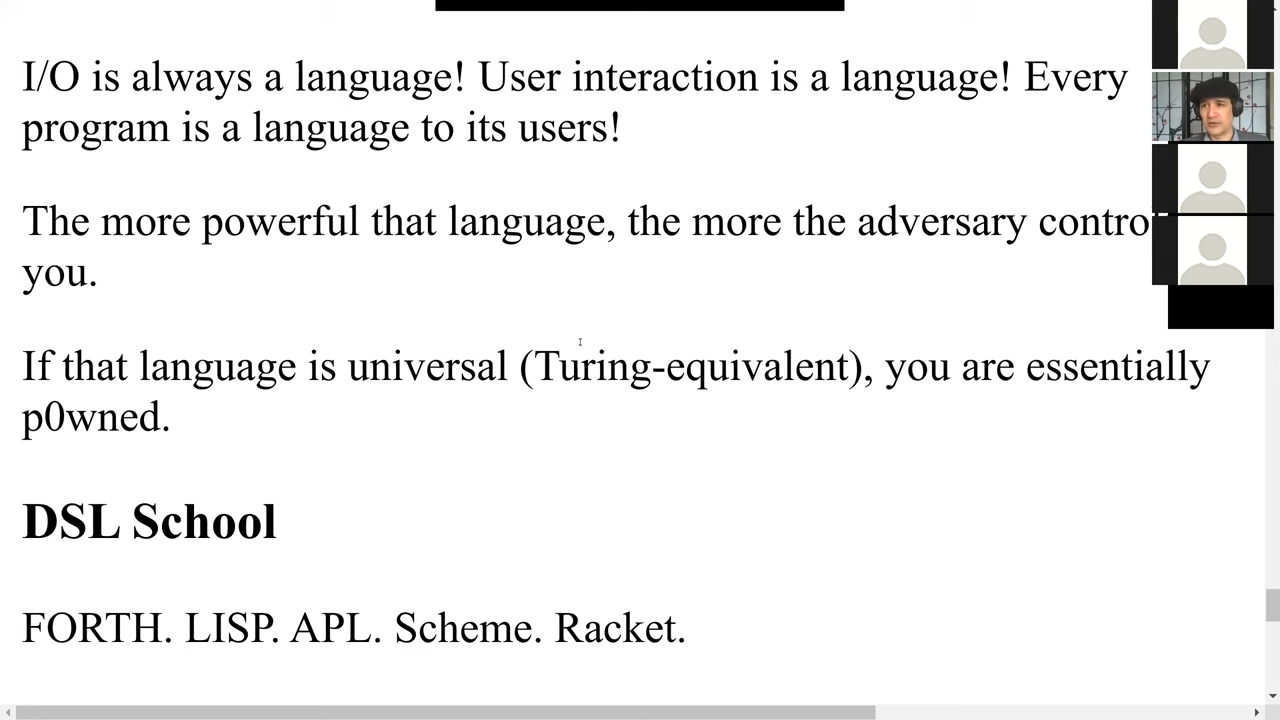 I/O is always a language! User interaction is a language! Every
program is a language to its users!
The more powerful that language, the more the adversary contro
you.
If that language is universal (Turing-equivalent), you are essentially
p0wned.
DSL School
FORTH. LISP. APL. Scheme. Racket.